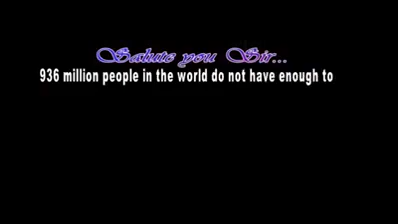 Salute you Sir...
936 million people in the world do not have enough to